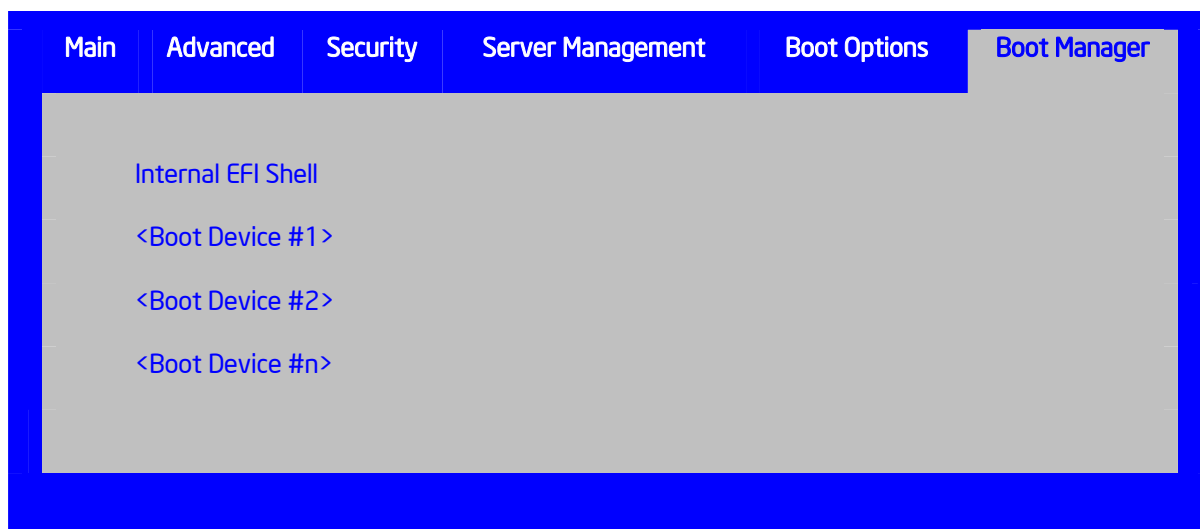 Main Advanced Security Server Management Boot Options Boot Manager
Internal EFI Shell
<Boot Device #1>
<Boot Device #2>
<Boot Device #n>